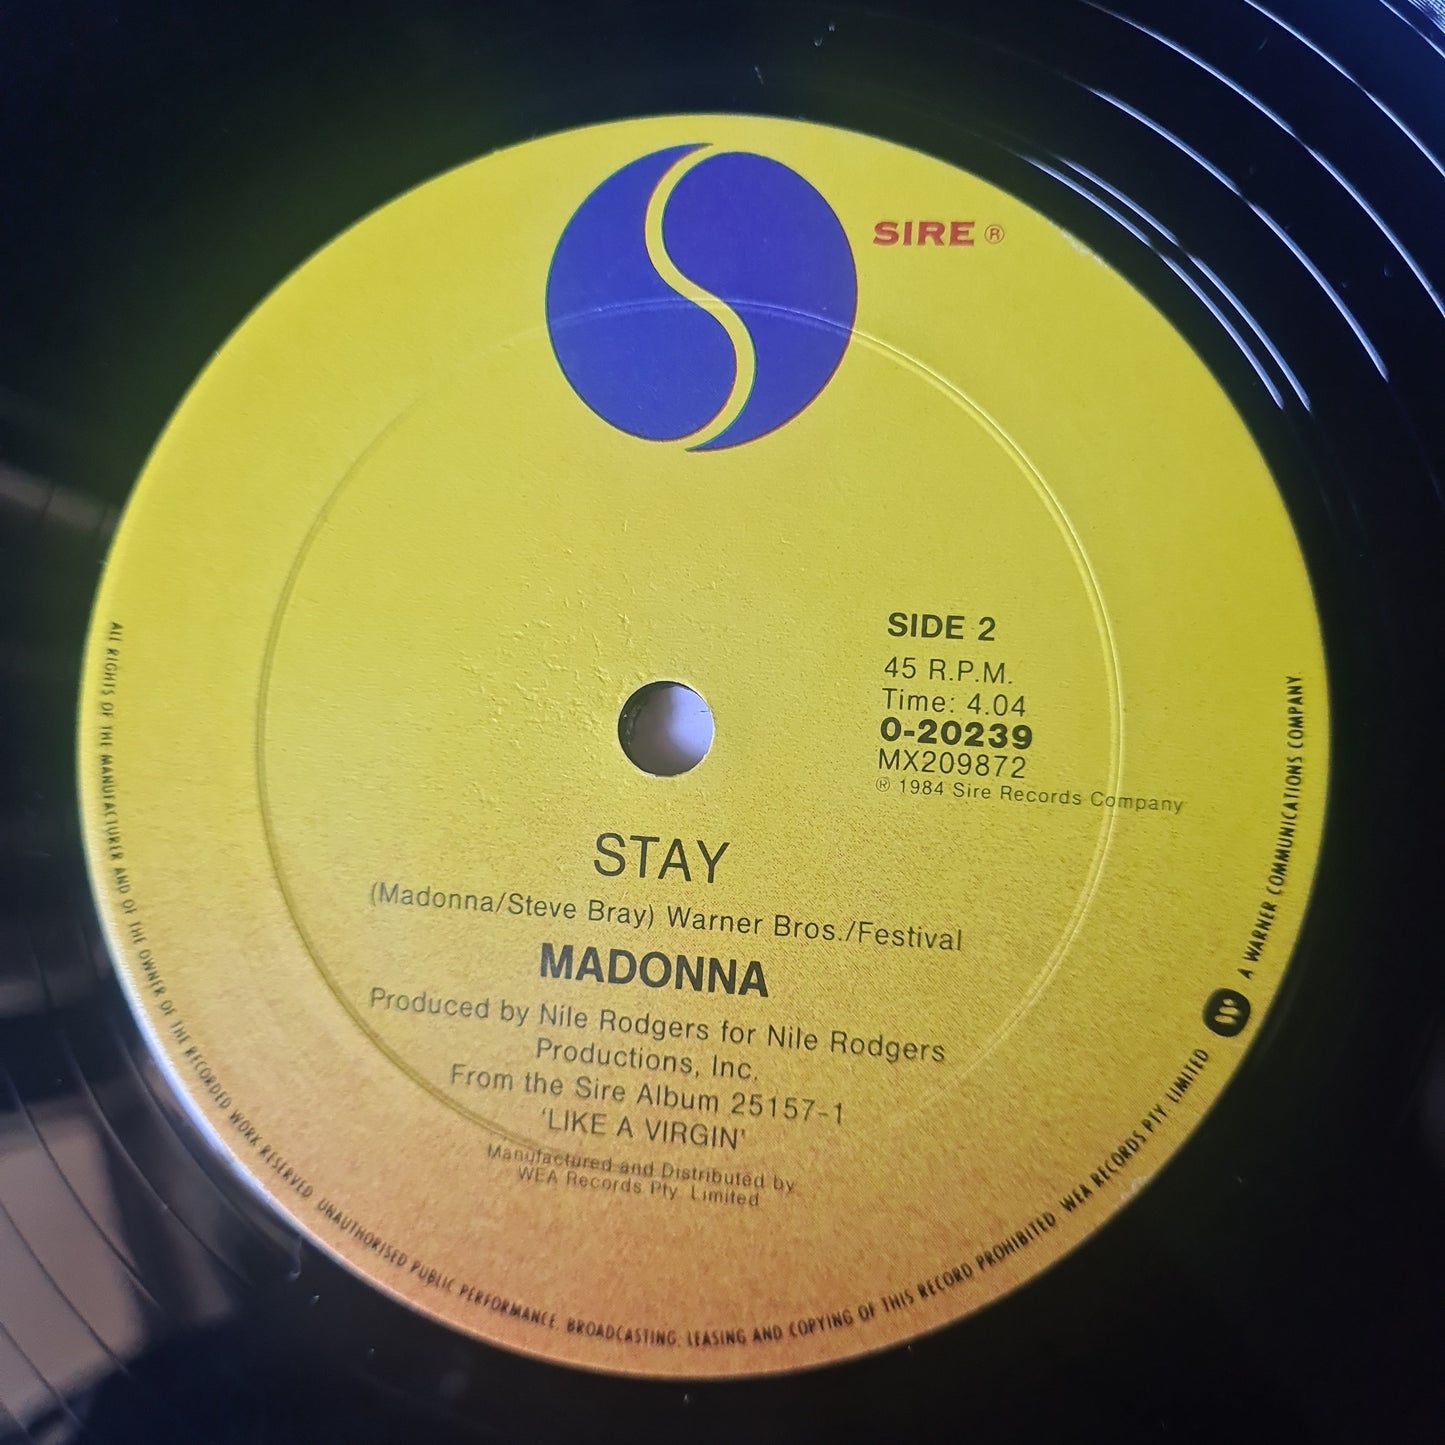 SIRE ®
SIDE 2
45 R.P.M.
Time: 4.04
0-20239
MX209872
℗ 1984 Sire Records Company
STAY
(Madonna/Steve Bray) Warner Bros./Festival
MADONNA
Produced by Nile Rodgers for Nile Rodgers
Productions, Inc.
From the Sire Album 25157-1
'LIKE A VIRGIN'
Manufactured and Distributed by
WEA Records Pty. Limited
ALL RIGHTS OF THE MANUFACTURER AND OF THE OWNER OF THE RECORDED WORK RESERVED. UNAUTHORISED PUBLIC PERFORMANCE. BROADCASTING. LEASING AND COPYING OF THIS RECORD PROHIBITED. WEA RECORDS PTY. LIMITED A WARNER COMMUNICATIONS COMPANY.